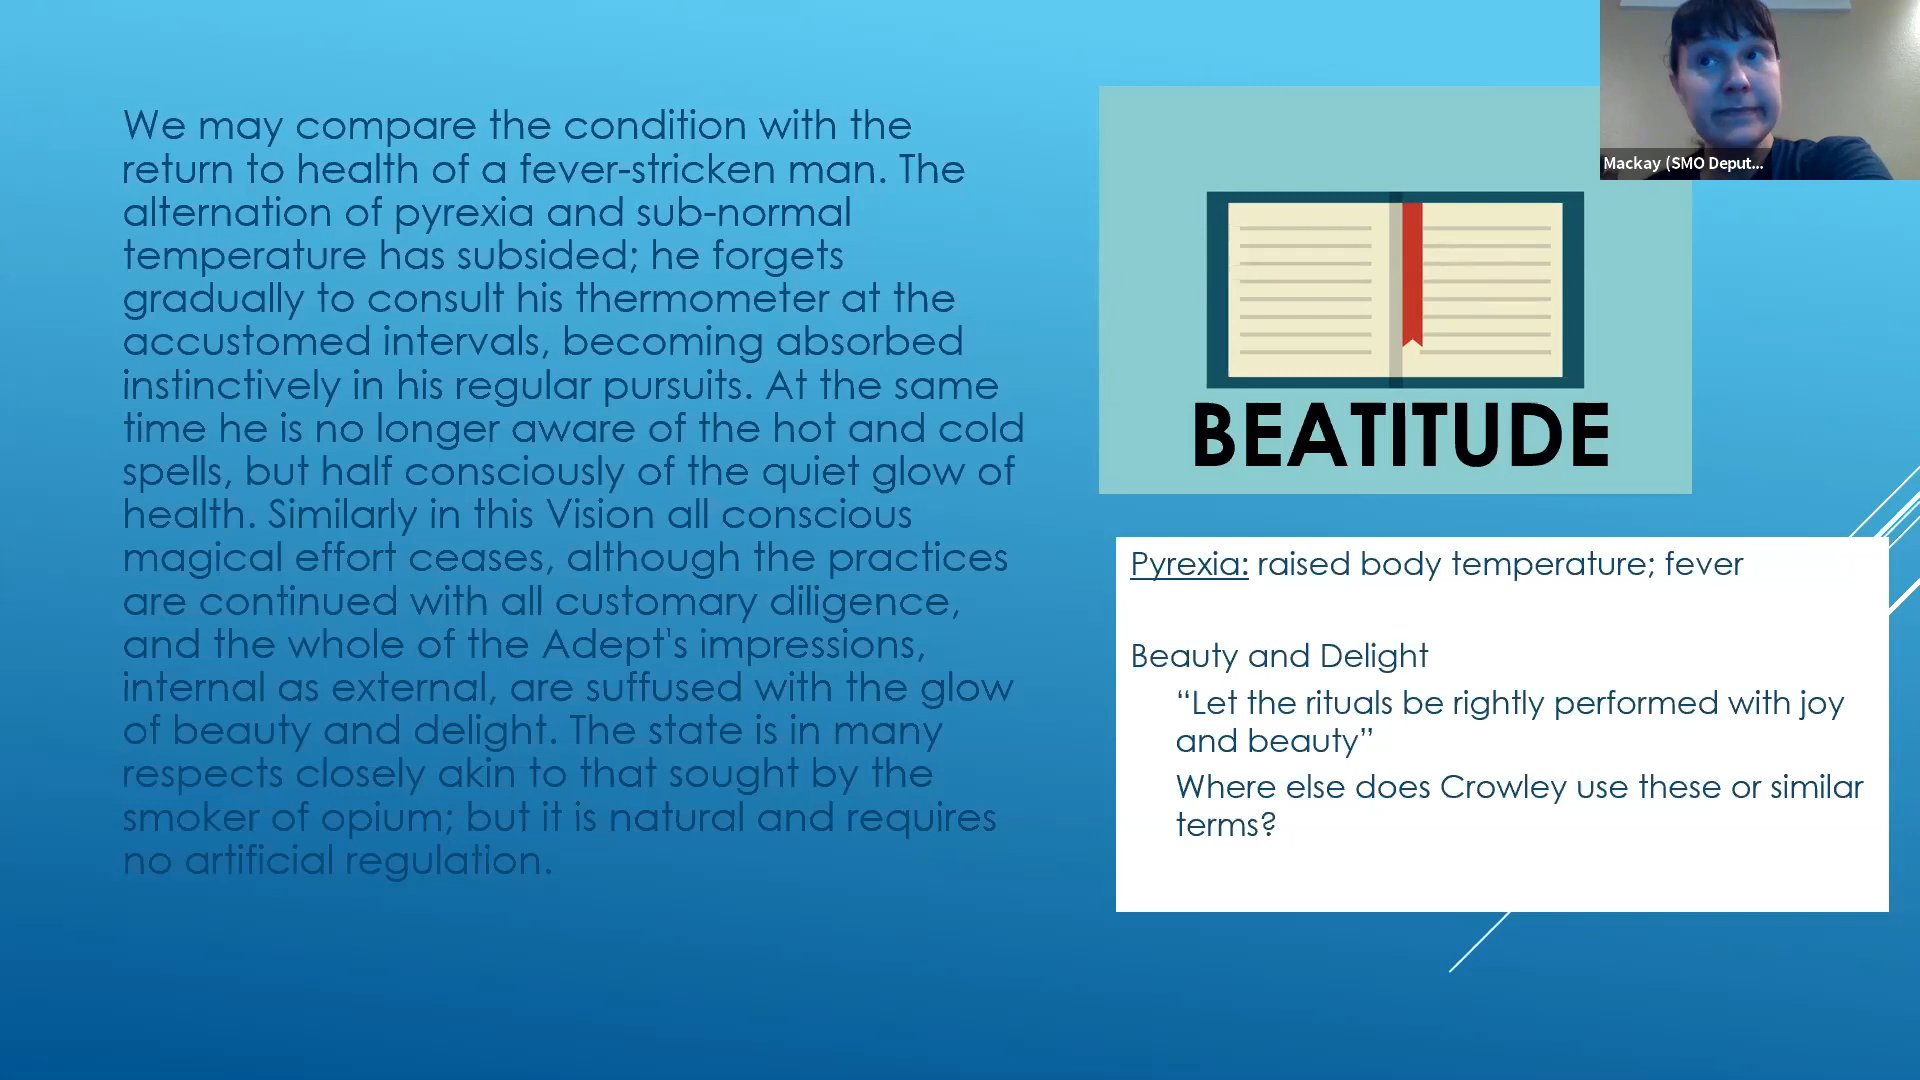 We may compare the condition with the
return to health of a fever-stricken man. The
alternation of pyrexia and sub-normal
temperature has subsided; he forgets
gradually to consult his thermometer at the
accustomed intervals, becoming absorbed
instinctively in his regular pursuits. At the same
time he is no longer aware of the hot and cold
spells, but half consciously of the quiet glow of
health. Similarly in this Vision all conscious
magical effort ceases, although the practices
are continued with all customary diligence,
and the whole of the Adept's impressions,
internal as external, are suffused with the glow
of beauty and delight. The state is in many
respects closely akin to that sought by the
smoker of opium; but it is natural and requires
no artificial regulation.
Mackay (SMO Deput...
BEATITUDE
Pyrexia: raised body temperature; fever
Beauty and Delight
“Let the rituals be rightly performed with joy
and beauty”
Where else does Crowley use these or similar
terms?